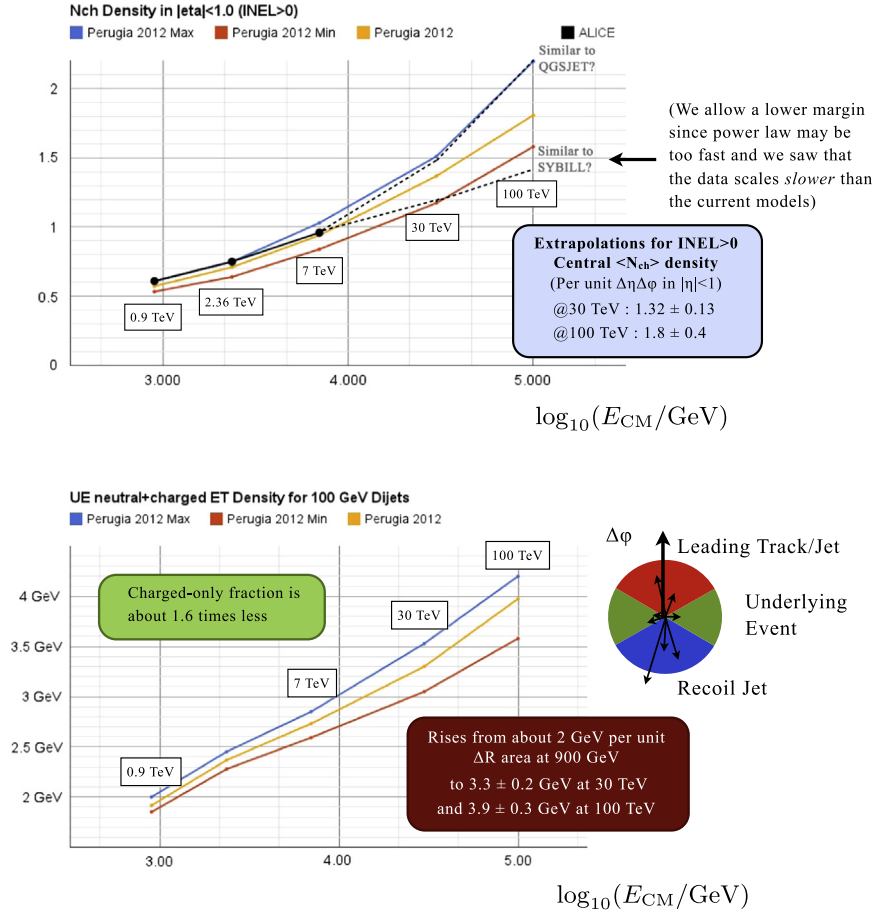 Nch Density in |eta|<1.0 (INEL>0)
Perugia 2012 Max Perugia 2012 Min Perugia 2012 ALICE
Similar to
QGSJET?
2
1.5
1
0.5
0
Similar to
SYBILL?
(We allow a lower margin
since power law may be
too fast and we saw that
the data scales slower than
the current models)
100 TeV
30 TeV
7 TeV
2.36 TeV
0.9 TeV
Extrapolations for INEL>0
Central <Nch> density
(Per unit ΔηΔφ in |η|<1)
@30 TeV : 1.32 ± 0.13
@100 TeV : 1.8 ± 0.4
3.000 4.000 5.000
log10(ECM/GeV)
UE neutral+charged ET Density for 100 GeV Dijets
Perugia 2012 Max Perugia 2012 Min Perugia 2012
4 GeV
3.5 GeV
3 GeV
2.5 GeV
2 GeV
Charged-only fraction is
about 1.6 times less
100 TeV
30 TeV
7 TeV
0.9 TeV
Δφ
Leading Track/Jet
Underlying
Event
Recoil Jet
Rises from about 2 GeV per unit
ΔR area at 900 GeV
to 3.3 ± 0.2 GeV at 30 TeV
and 3.9 ± 0.3 GeV at 100 TeV
3.00 4.00 5.00
log10(ECM/GeV)